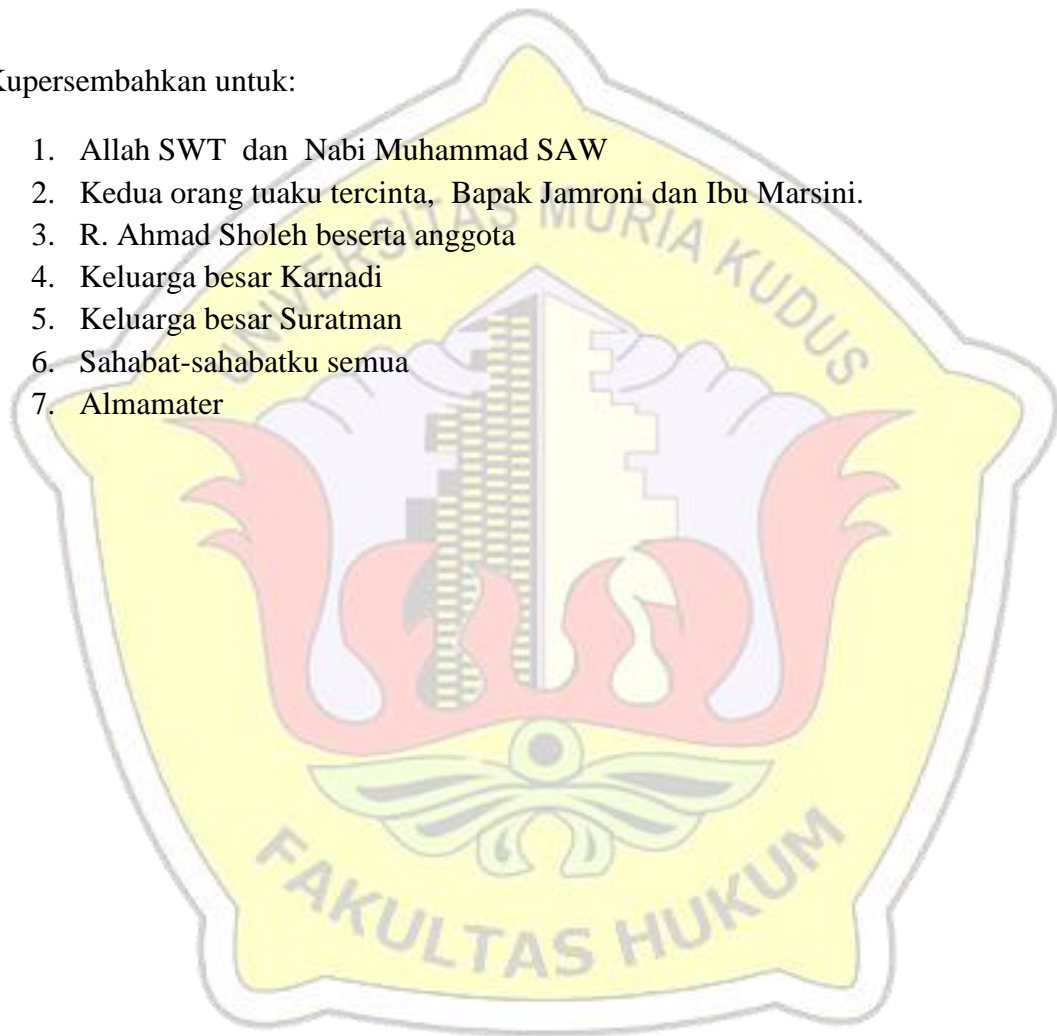 Kupersembahkan untuk:
1. Allah SWT dan Nabi Muhammad SAW
2. Kedua orang tuaku tercinta, Bapak Jamroni dan Ibu Marsini.
3. R. Ahmad Sholeh beserta anggota
4. Keluarga besar Karnadi
5. Keluarga besar Suratman
6. Sahabat-sahabatku semua
7. Almamater
UNIVERSITAS MURIA KUDUS
FAKULTAS HUKUM